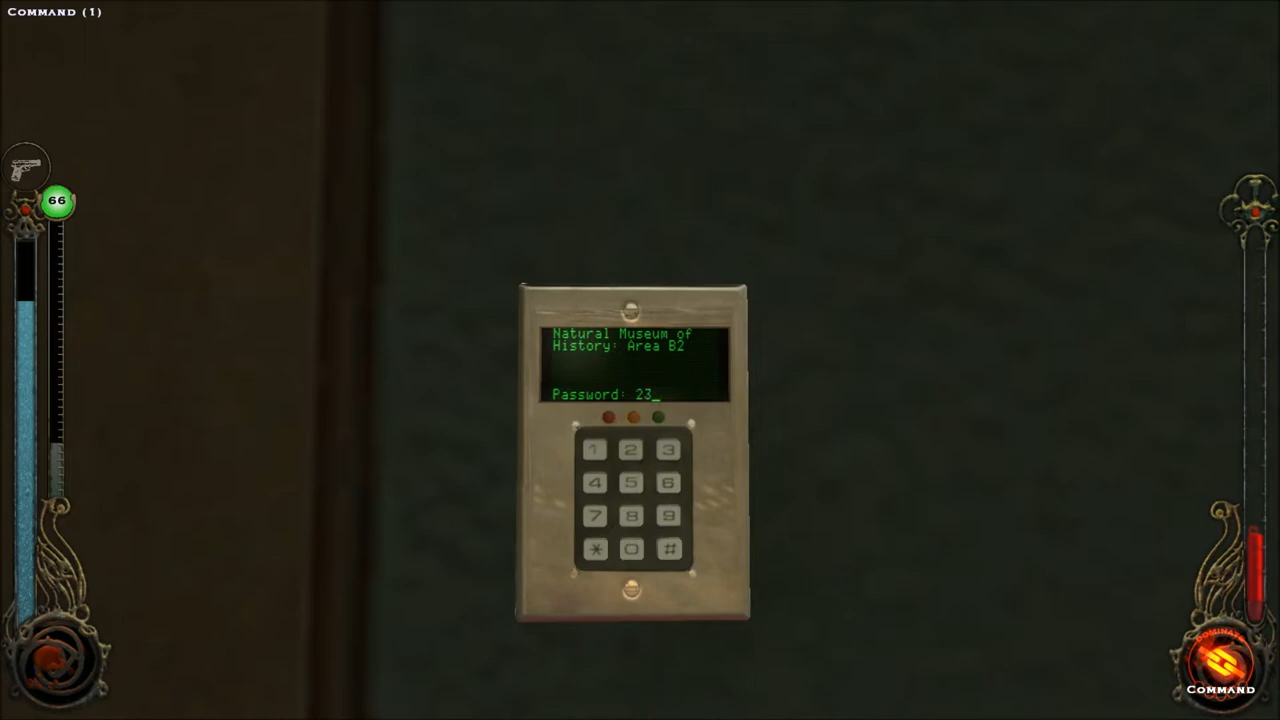 Command (1)
66
Natural Museum of
History: Area B2
Password: 23_
1 2 3
4 5 6
7 8 9
* 0 #
DOMINATE
Command